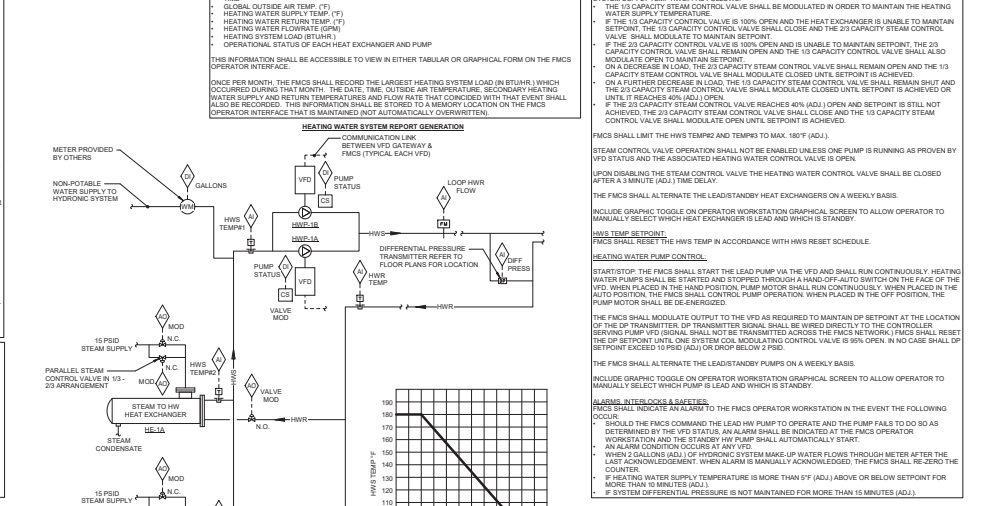 • GLOBAL OUTSIDE AIR TEMP. (°F)
• HEATING WATER SUPPLY TEMP. (°F)
• HEATING WATER RETURN TEMP. (°F)
• HEATING WATER FLOWRATE (GPM)
• HEATING SYSTEM LOAD (BTU/HR.)
• OPERATIONAL STATUS OF EACH HEAT EXCHANGER AND PUMP
THIS INFORMATION SHALL BE ACCESSIBLE TO VIEW IN EITHER TABULAR OR GRAPHICAL FORM ON THE FMCS
OPERATOR INTERFACE.
ONCE PER MONTH, THE FMCS SHALL RECORD THE LARGEST HEATING SYSTEM LOAD (IN BTU/HR.) WHICH
OCCURRED DURING THAT MONTH. THE DATE, TIME, OUTSIDE AIR TEMPERATURE, SECONDARY HEATING
WATER SUPPLY AND RETURN TEMPERATURES AND FLOW RATE THAT COINCIDED WITH THAT EVENT SHALL
ALSO BE RECORDED. THIS INFORMATION SHALL BE STORED TO A MEMORY LOCATION ON THE FMCS
OPERATOR INTERFACE THAT IS MAINTAINED (NOT AUTOMATICALLY OVERWRITTEN).
HEATING WATER SYSTEM REPORT GENERATION
COMMUNICATION LINK
BETWEEN VFD GATEWAY &
FMCS (TYPICAL EACH VFD)
METER PROVIDED
BY OTHERS
DI
GALLONS
NON-POTABLE
WATER SUPPLY TO
HYDRONIC SYSTEM
WM
VFD
DI
PUMP
STATUS
CS
HWS
TEMP#1
AI
T
HWP-1B
HWP-1A
LOOP HWR
FLOW
AI
FM
HWS
DIFFERENTIAL PRESSURE
TRANSMITTER REFER TO
FLOOR PLANS FOR LOCATION
AI
DIFF
PRESS
PUMP
STATUS
DI
VFD
CS
VALVE
MOD
AI
HWR
TEMP
T
HWR
AO
MOD
N.C.
15 PSID
STEAM SUPPLY
N.C.
PARALLEL STEAM
CONTROL VALVE IN 1/3 -
2/3 ARRANGEMENT
MOD
AO
HWS
TEMP#2
AI
T
HWS
AO
VALVE
MOD
STEAM TO HW
HEAT EXCHANGER
HE-1A
STEAM
CONDENSATE
N.O.
HWR
AO
MOD
N.C.
15 PSID
STEAM SUPPLY
HWS TEMP °F
190
180
170
160
150
140
130
120
110
• THE 1/3 CAPACITY STEAM CONTROL VALVE SHALL BE MODULATED IN ORDER TO MAINTAIN THE HEATING
WATER SUPPLY TEMPERATURE.
• IF THE 1/3 CAPACITY CONTROL VALVE IS 100% OPEN AND THE HEAT EXCHANGER IS UNABLE TO MAINTAIN
SETPOINT, THE 1/3 CAPACITY SHALL CLOSE AND THE 2/3 CAPACITY STEAM CONTROL
VALVE SHALL MODULATE TO MAINTAIN SETPOINT.
• IF THE 2/3 CAPACITY CONTROL VALVE IS 100% OPEN AND IS UNABLE TO MAINTAIN SETPOINT, THE 2/3
CAPACITY CONTROL VALVE SHALL REMAIN OPEN AND THE 1/3 CAPACITY CONTROL VALVE SHALL ALSO
MODULATE OPEN TO MAINTAIN SETPOINT.
• ON A DECREASE IN LOAD, THE 2/3 CAPACITY CONTROL VALVE SHALL REMAIN OPEN AND THE 1/3
CAPACITY STEAM CONTROL VALVE SHALL MODULATE CLOSED UNTIL SETPOINT IS ACHIEVED.
• ON A FURTHER DECREASE IN LOAD, THE 1/3 CAPACITY CONTROL VALVE SHALL REMAIN SHUT AND
THE 2/3 CAPACITY STEAM CONTROL VALVE SHALL MODULATE CLOSED UNTIL SETPOINT IS ACHIEVED OR
UNTIL IT REACHES 40% (ADJ.) OPEN.
• IF THE 2/3 CAPACITY STEAM CONTROL VALVE REACHES 40% (ADJ.) OPEN AND SETPOINT IS STILL NOT
ACHIEVED, THE 2/3 CAPACITY CONTROL VALVE SHALL CLOSE AND THE 1/3 CAPACITY STEAM
CONTROL VALVE SHALL MODULATE OPEN UNTIL SETPOINT IS ACHIEVED.
FMCS SHALL LIMIT THE HWS TEMP#2 AND TEMP#3 TO MAX. 180°F (ADJ.).
STEAM CONTROL VALVE OPERATION SHALL NOT BE ENABLED UNLESS ONE PUMP IS RUNNING AS PROVEN BY
VFD STATUS AND THE ASSOCIATED HEATING WATER CONTROL VALVE IS OPEN.
UPON DISABLING THE STEAM CONTROL VALVE THE HEATING WATER CONTROL VALVE SHALL BE CLOSED
AFTER A 3 MINUTE (ADJ.) TIME DELAY.
THE FMCS SHALL ALTERNATE THE LEAD/STANDBY HEAT EXCHANGERS ON A WEEKLY BASIS.
INCLUDE GRAPHIC TOGGLE ON OPERATOR WORKSTATION GRAPHICAL SCREEN TO ALLOW OPERATOR TO
MANUALLY SELECT WHICH HEAT EXCHANGER IS LEAD AND WHICH IS STANDBY.
HWS TEMP SETPOINT:
FMCS SHALL RESET THE HWS TEMP IN ACCORDANCE WITH HWS RESET SCHEDULE.
HEATING WATER PUMP CONTROL:
START/STOP: THE FMCS SHALL START THE LEAD PUMP VIA THE VFD AND SHALL RUN CONTINUOUSLY. HEATING
WATER PUMPS SHALL BE STARTED AND STOPPED THROUGH A HAND-OFF-AUTO SWITCH ON THE FACE OF THE
VFD. WHEN PLACED IN THE HAND POSITION, PUMP MOTOR SHALL RUN CONTINUOUSLY. WHEN PLACED IN THE
AUTO POSITION, THE FMCS SHALL CONTROL PUMP OPERATION. WHEN PLACED IN THE OFF POSITION, THE
PUMP MOTOR SHALL BE DE-ENERGIZED.
THE FMCS SHALL MODULATE OUTPUT TO THE VFD AS REQUIRED TO MAINTAIN DP SETPOINT AT THE LOCATION
OF THE DP TRANSMITTER. DP TRANSMITTER SIGNAL SHALL BE WIRED DIRECTLY TO THE CONTROLLER
SERVING PUMP VFD (SIGNAL SHALL NOT BE TRANSMITTED ACROSS THE FMCS NETWORK.) FMCS SHALL RESET
THE DP SETPOINT UNTIL ONE SYSTEM COIL MODULATING CONTROL VALVE IS 95% OPEN. IN NO CASE SHALL DP
SETPOINT EXCEED 10 PSID (ADJ) OR DROP BELOW 2 PSID.
THE FMCS SHALL ALTERNATE THE LEAD/STANDBY PUMPS ON A WEEKLY BASIS.
INCLUDE GRAPHIC TOGGLE ON OPERATOR WORKSTATION GRAPHICAL SCREEN TO ALLOW OPERATOR TO
MANUALLY SELECT WHICH PUMP IS LEAD AND WHICH IS STANDBY.
ALARMS, INTERLOCKS & SAFETIES:
FMCS SHALL INDICATE AN ALARM TO THE FMCS OPERATOR WORKSTATION IN THE EVENT THE FOLLOWING
OCCUR:
• SHOULD THE FMCS COMMAND THE LEAD HW PUMP TO OPERATE AND THE PUMP FAILS TO DO SO AS
DETERMINED BY THE VFD STATUS, AN ALARM SHALL BE INDICATED AT THE FMCS OPERATOR
WORKSTATION AND THE STANDBY HW PUMP SHALL AUTOMATICALLY START.
• AN ALARM CONDITION OCCURS AT ANY VFD.
• WHEN 2 GALLONS (ADJ.) OF HYDRONIC SYSTEM MAKE-UP WATER FLOWS THROUGH METER AFTER THE
LAST ACKNOWLEDGEMENT. WHEN ALARM IS MANUALLY ACKNOWLEDGED, THE FMCS SHALL RE-ZERO THE
COUNTER.
• IF HEATING WATER SUPPLY TEMPERATURE IS MORE THAN 5°F (ADJ.) ABOVE OR BELOW SETPOINT FOR
MORE THAN 10 MINUTES (ADJ.).
• IF SYSTEM DIFFERENTIAL PRESSURE IS NOT MAINTAINED FOR MORE THAN 15 MINUTES (ADJ.).